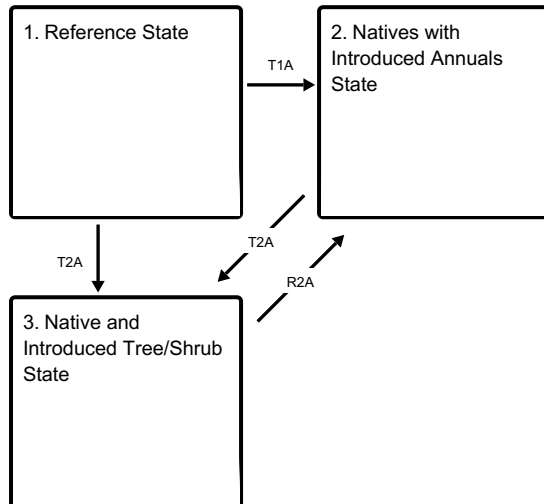 1. Reference State
T1A
2. Natives with
Introduced Annuals
State
T2A
T2A
R2A
3. Native and
Introduced Tree/Shrub
State